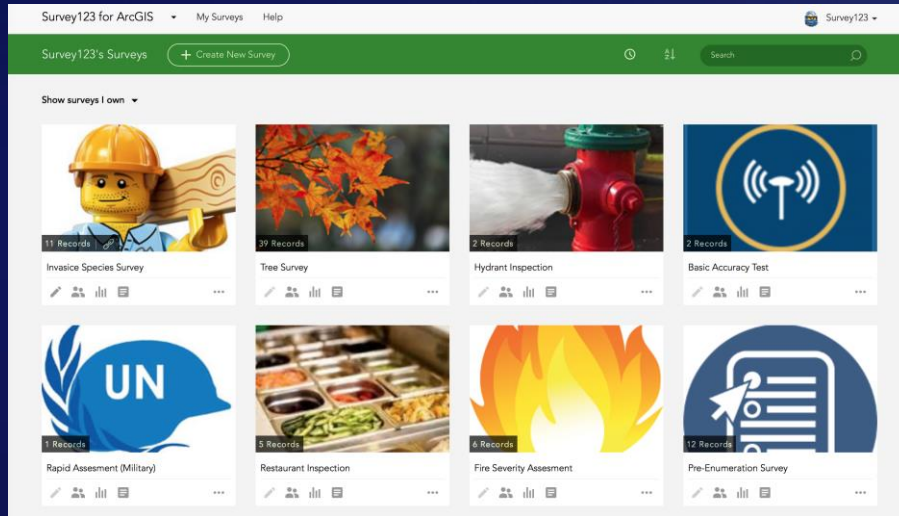 Survey123 for ArcGIS My Surveys Help Survey123
Survey123's Surveys + Create New Survey Search
Show surveys I own
11 Records
39 Records
2 Records
2 Records
Invasice Species Survey
Tree Survey
Hydrant Inspection
Basic Accuracy Test
UN
1 Records
5 Records
6 Records
12 Records
Rapid Assesment (Military)
Restaurant Inspection
Fire Severity Assesment
Pre-Enumeration Survey